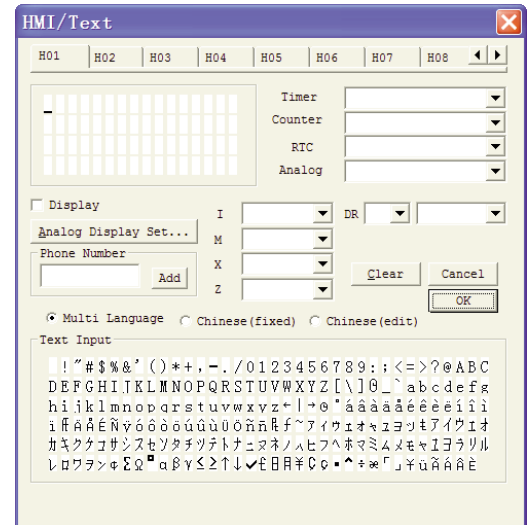 HMI/Text
H01 H02 H03 H04 H05 H06 H07 H08
Timer
Counter
RTC
Analog
Display
I
DR
Analog Display Set...
M
Phone Number
X
Add
Clear
Cancel
Z
OK
Multi Language
Chinese(fixed)
Chinese(edit)
Text Input
!"#$%&'()*+,-./0123456789:;<=>?@ABC
DEFGHIJKLMNOPQRSTUVWXYZ[\]
_`abcdefg
hijklmnopqrstuvwxyz